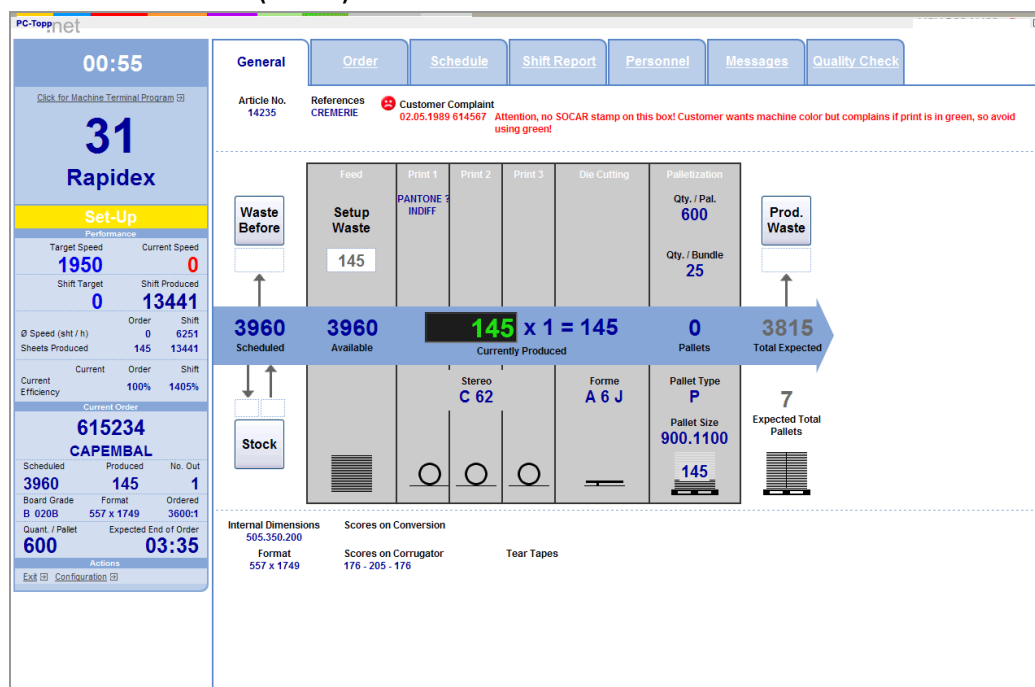 PC-Topp.net
00:55
Click for Machine Terminal Program
31
Rapidex
Set-Up
Performance
Target Speed Current Speed
1950 0
Shift Target Shift Produced
0 13441
Order Shift
Ø Speed (sht / h) 0 6251
Sheets Produced 145 13441
Current Order Shift
Current
Efficiency 100% 1405%
Current Order
615234
CAPEMBAL
Scheduled Produced No. Out
3960 145 1
Board Grade Format Ordered
B 020B 557 x 1749 3600:1
Quant. / Pallet Expected End of Order
600 03:35
Actions
Exit Configuration
General Order Schedule Shift Report Personnel Messages Quality Check
Article No. References Customer Complaint
14235 CREMERIE 02.05.1989 614567 Attention, no SOCAR stamp on this box! Customer wants machine color but complains if print is in green, so avoid
using green!
Feed Print 1 Print 2 Print 3 Die Cutting Palletization
PANTONE ?
INDIFF
Qty. / Pal.
600
Waste
Before
Setup
Waste
Prod.
Waste
145
Qty. / Bundle
25
3960 3960 145 x 1 = 145 0 3815
Scheduled Available Currently Produced Pallets Total Expected
Stereo Forme Pallet Type
C 62 A 6 J P
7
Expected Total
Pallets
Pallet Size
900.1100
Stock
145
Internal Dimensions Scores on Conversion
505.350.200
Format Scores on Corrugator Tear Tapes
557 x 1749 176 - 205 - 176